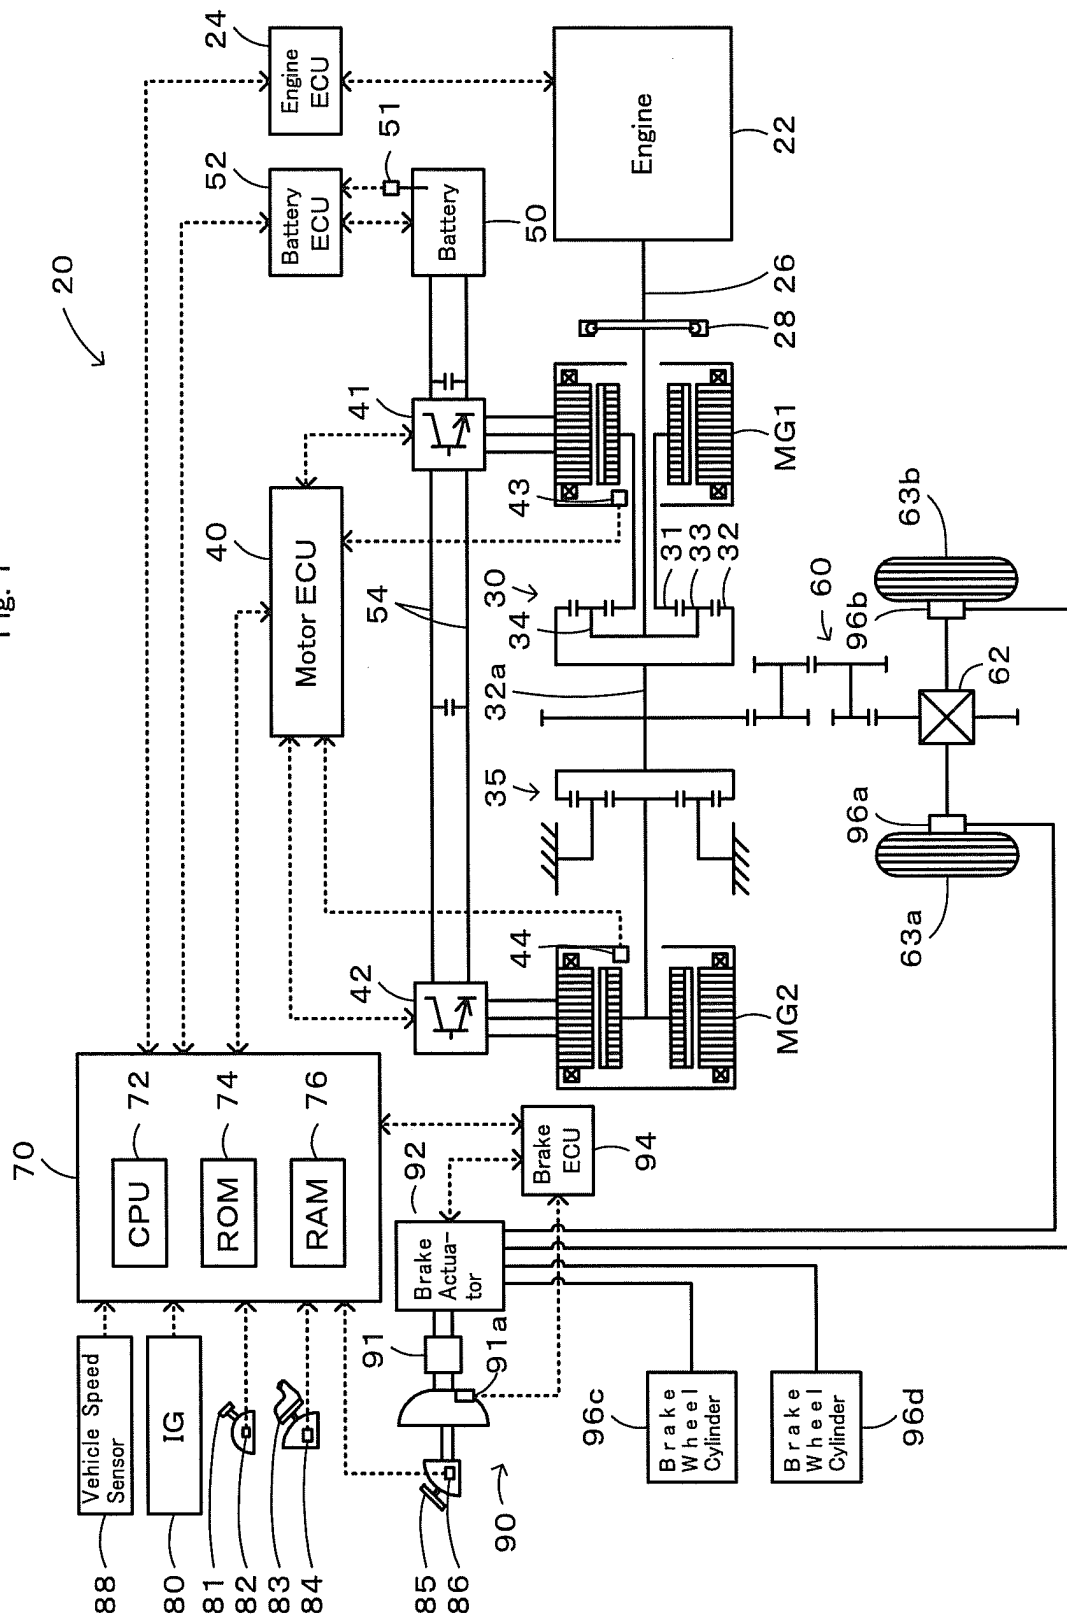 Fig. 1
20
70
CPU
72
ROM
74
RAM
76
Vehicle Speed
Sensor
88
IG
80
81
82
83
84
85
86
90
91
91a
Brake
Actua-
tor
92
Brake
ECU
94
Brake
Wheel
Cylinder
96c
Brake
Wheel
Cylinder
96d
Motor ECU
40
Battery
ECU
52
Engine
ECU
24
51
Battery
50
41
42
54
43
44
Engine
22
26
28
MG1
MG2
30
31
33
32
34
32a
35
60
62
63a
63b
96a
96b